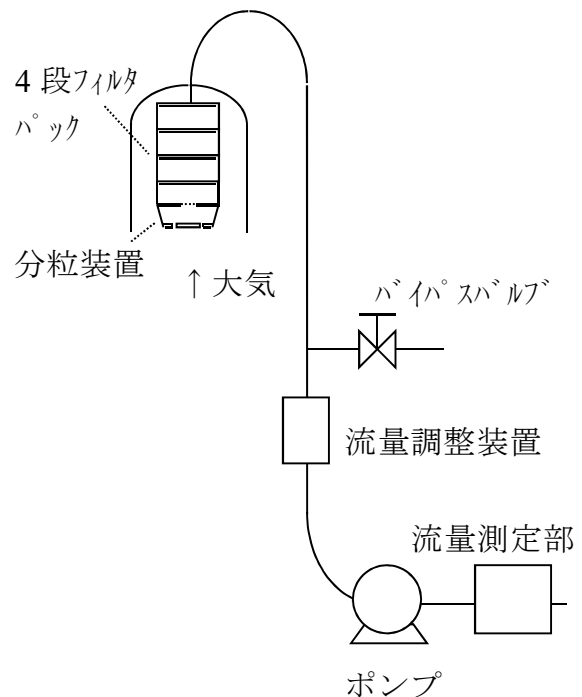 4 段ﾌｨﾙﾀ
ﾊﾟｯｸ
分粒装置
↑大気
ﾊﾞｲﾊﾟｽﾊﾞﾙﾌﾞ
流量調整装置
流量測定部
ポンプ